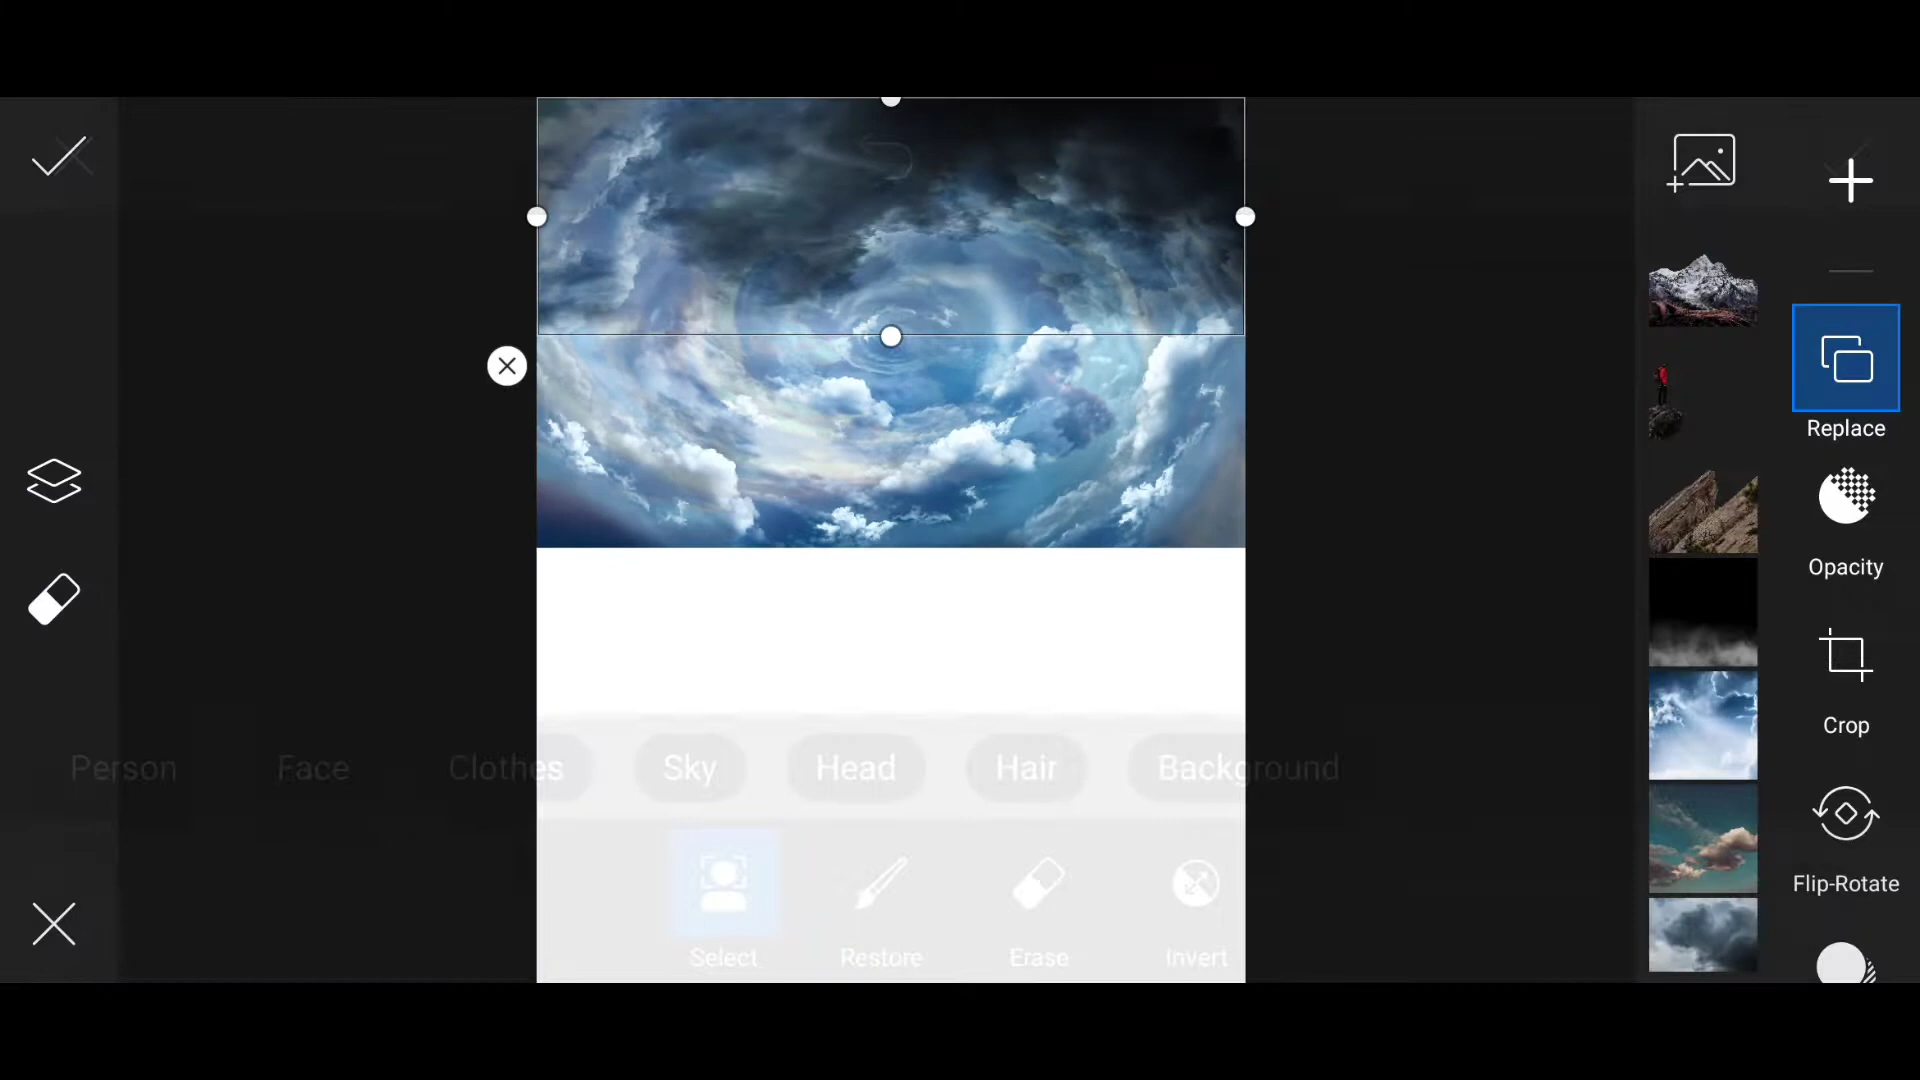 Replace
Opacity
Crop
Flip-Rotate
Person Face Clothes Sky Head Hair Background
Select Restore Erase Invert